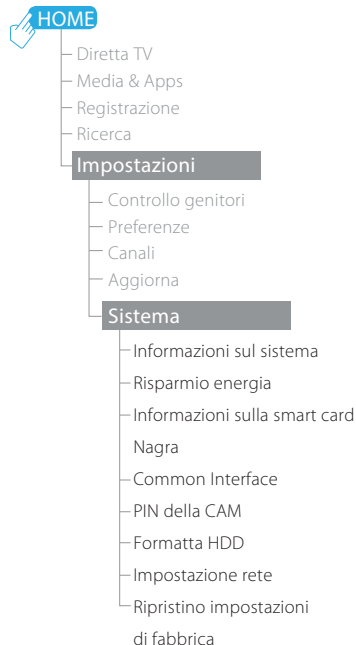 HOME
Diretta TV
Media & Apps
Registrazione
Ricerca
Impostazioni
Controllo genitori
Preferenze
Canali
Aggiorna
Sistema
Informazioni sul sistema
Risparmio energia
Informazioni sulla smart card
Nagra
Common Interface
PIN della CAM
Formatta HDD
Impostazione rete
Ripristino impostazioni
di fabbrica